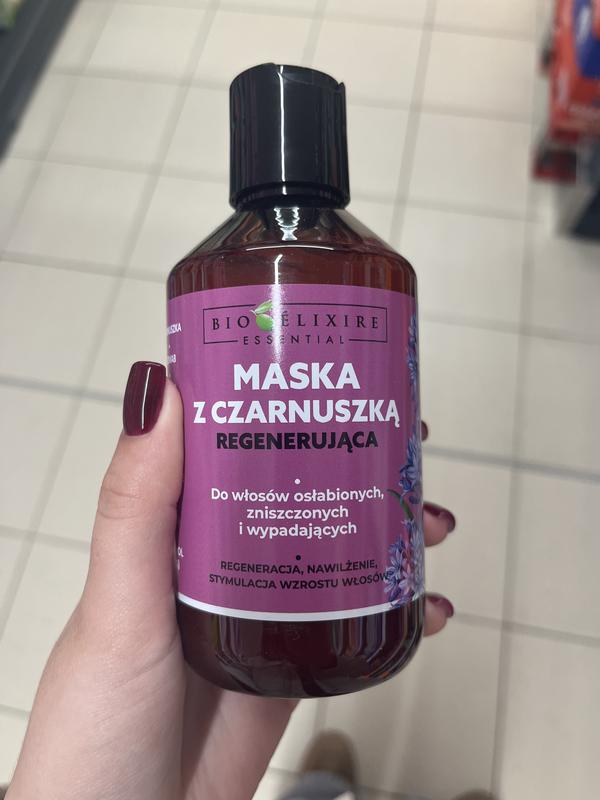 BIO ÉLIXIRE
ESSENTIAL
MASKA
Z CZARNUSZKĄ
REGENERUJĄCA
Do włosów osłabionych,
zniszczonych
i wypadających
REGENERACJA, NAWILŻENIE,
STYMULACJA WZROSTU WŁOSÓW